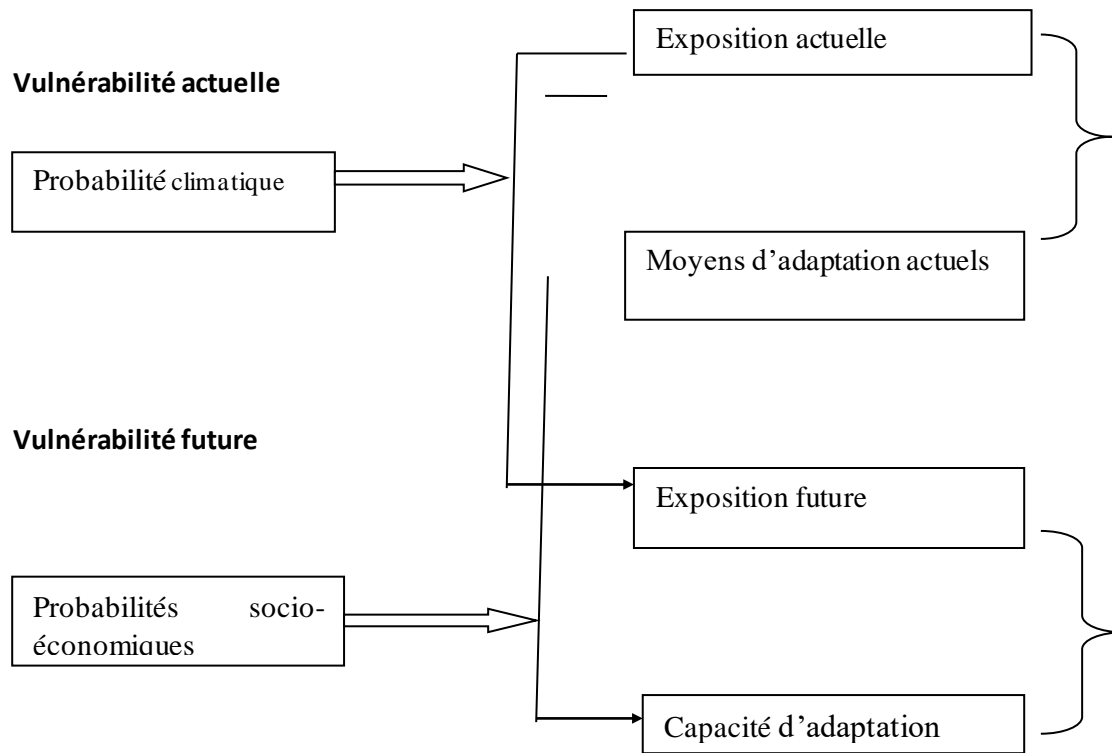 Exposition actuelle
Vulnérabilité actuelle
Probabilité climatique
Moyens d’adaptation actuels
Vulnérabilité future
Exposition future
Probabilités socio-
économiques
Capacité d’adaptation